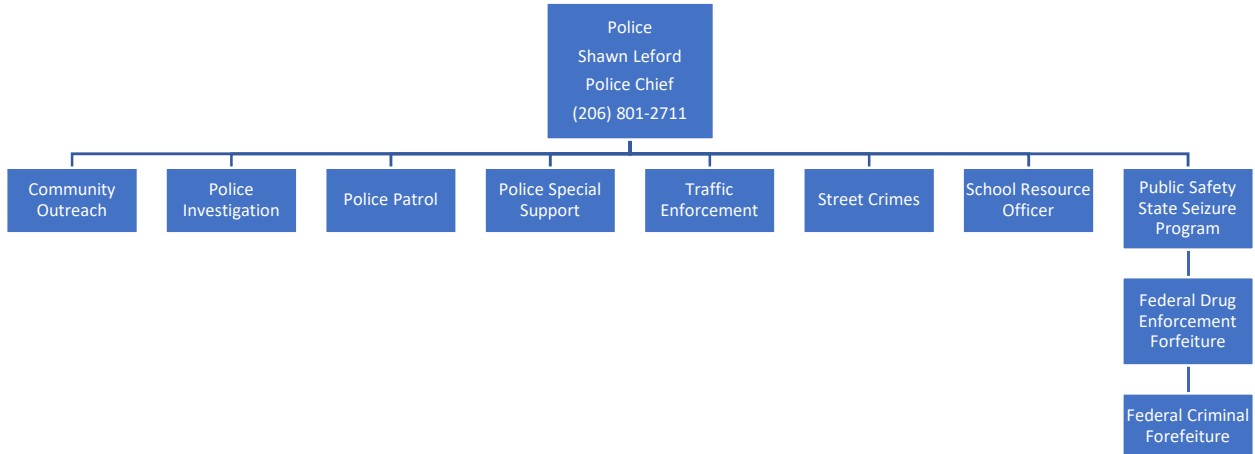 Police
Shawn Leford
Police Chief
(206) 801-2711
Community
Outreach
Police
Investigation
Police Patrol
Police Special
Support
Traffic
Enforcement
Street Crimes
School Resource
Officer
Public Safety
State Seizure
Program
Federal Drug
Enforcement
Forfeiture
Federal Criminal
Forefeiture